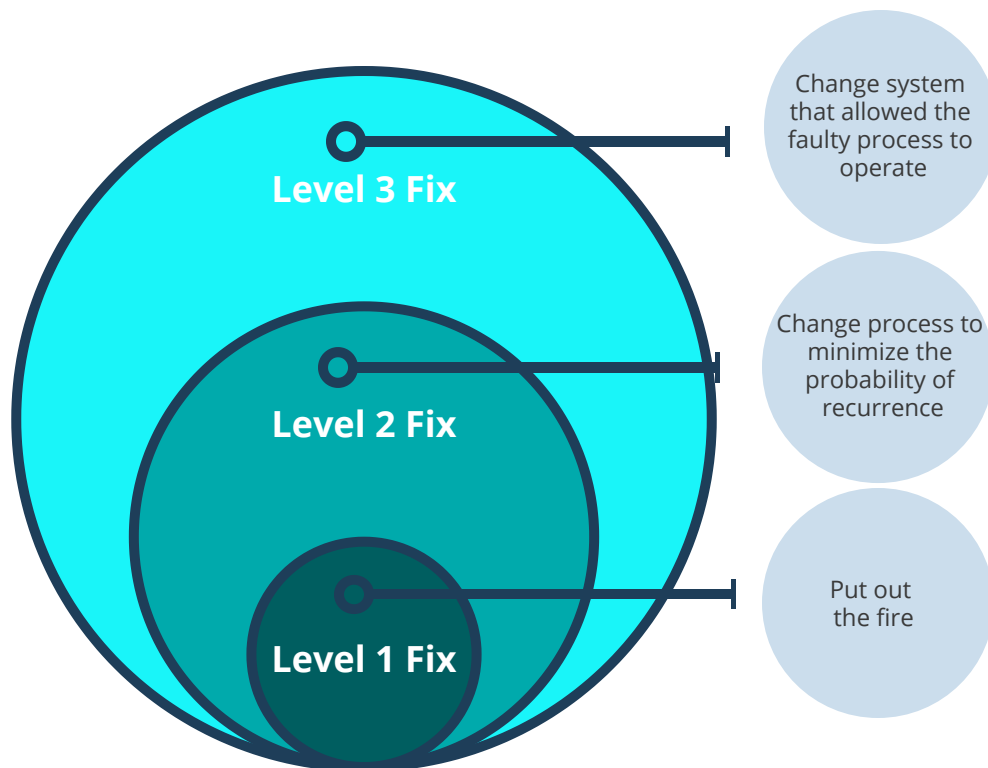 Change system
that allowed the
faulty process to
operate
Level 3 Fix
Change process to
minimize the
probability of
recurrence
Level 2 Fix
Put out
the fire
Level 1 Fix